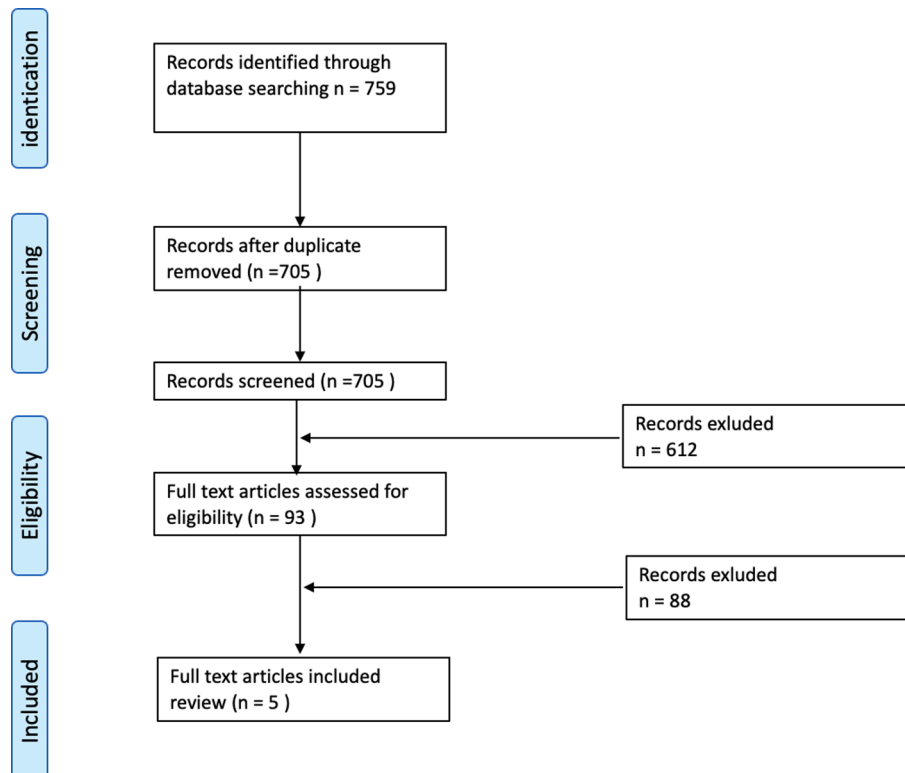 identication
Records identified through
database searching n = 759
Screening
Records after duplicate
removed (n =705 )
Records screened (n =705 )
Records exluded
n = 612
Eligibility
Full text articles assessed for
eligibility (n = 93 )
Records exluded
n = 88
Included
Full text articles included
review (n = 5 )